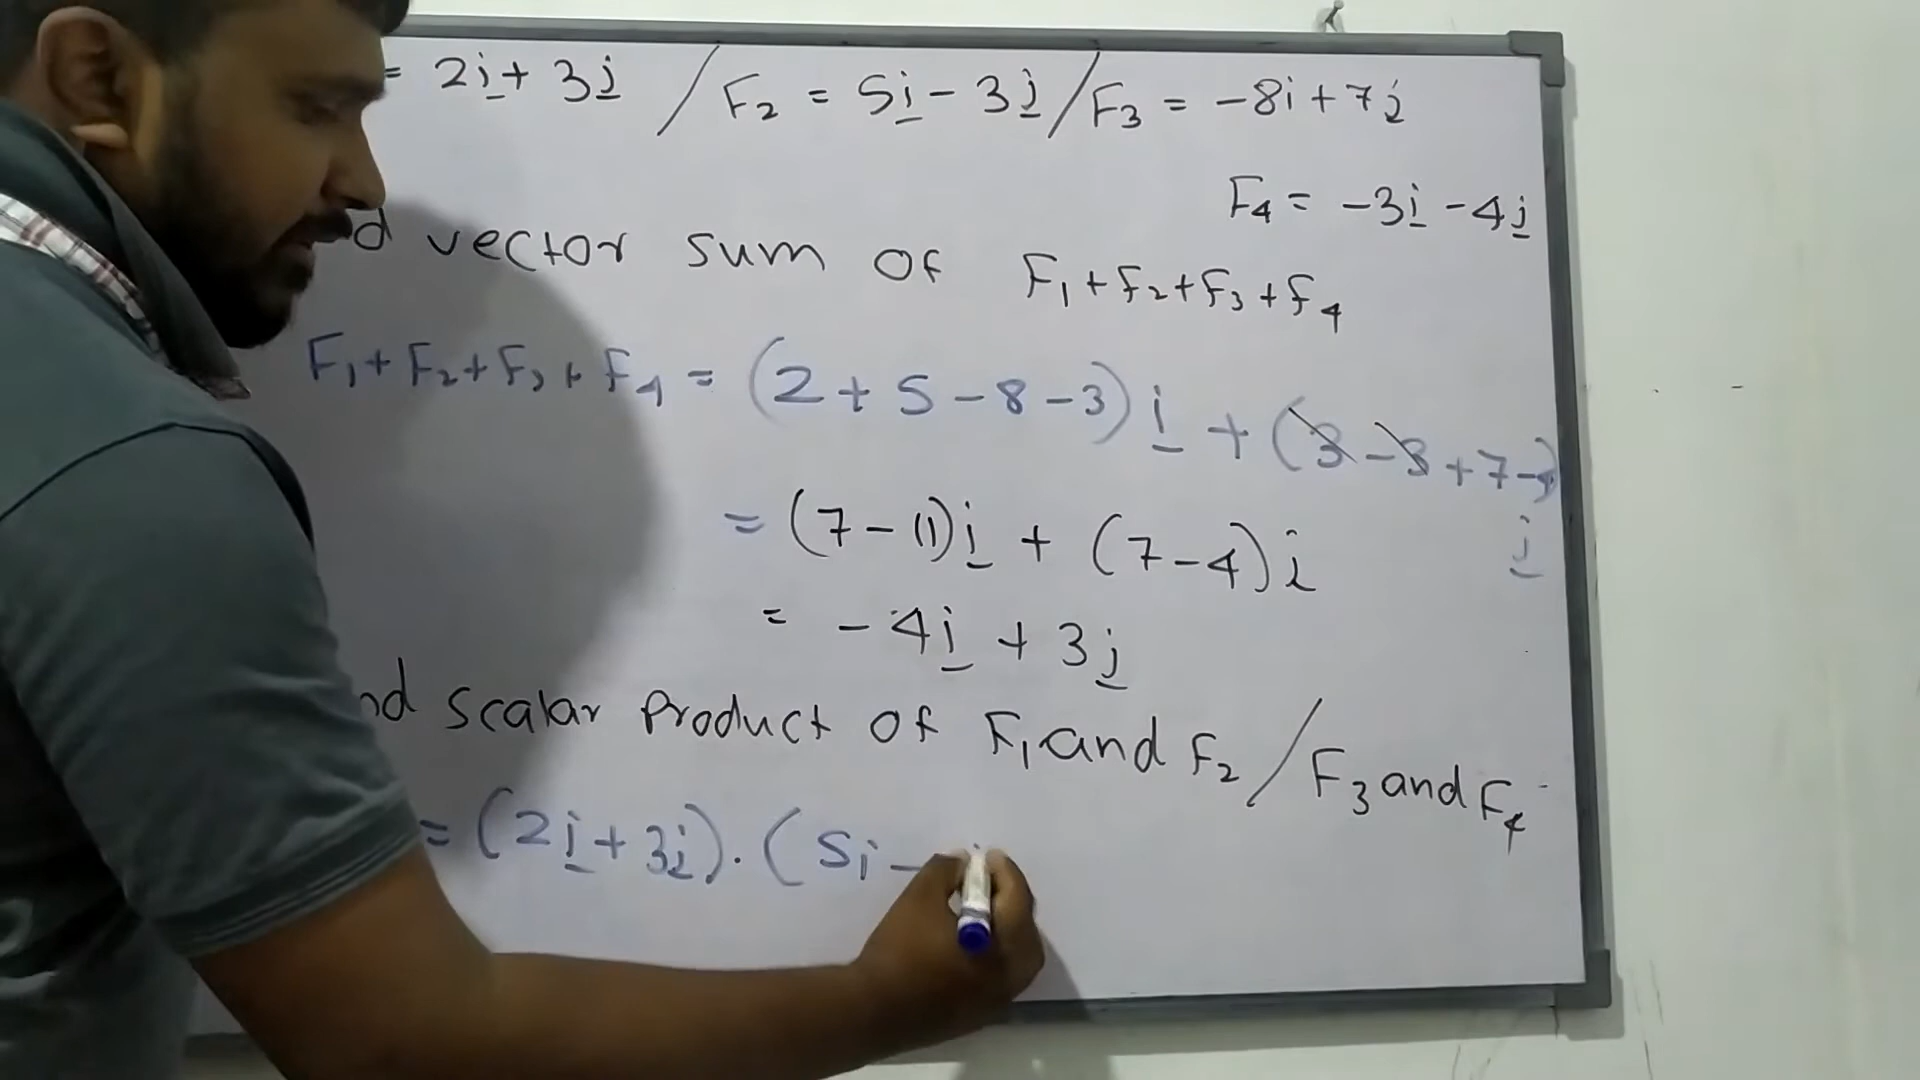 = 2i + 3j / F2 = 5i - 3j / F3 = -8i + 7j
F4 = -3i - 4j
vector sum of F1 + F2 + F3 + F4
F1 + F2 + F3 + F4 = (2 + 5 - 8 - 3) i + (3 - 3 + 7 - 4)
j
= (7 - 11)i + (7 - 4)j
= -4i + 3j
scalar product of F1 and F2 / F3 and F4
= (2i + 3j) . (5i -